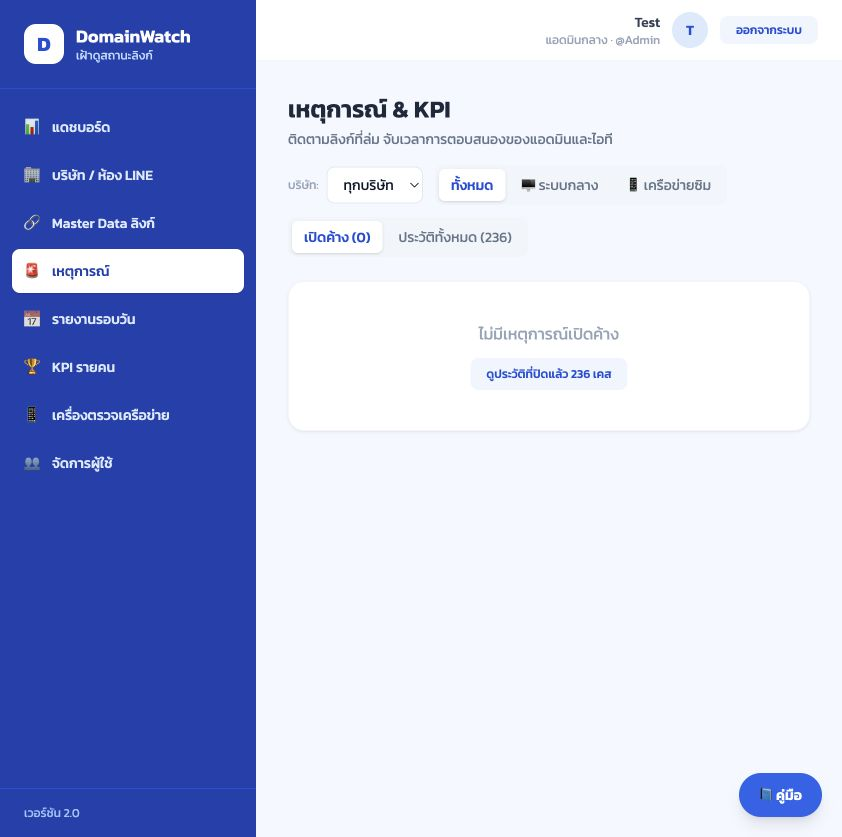 D
DomainWatch
เฝ้าดูสถานะลิงก์
แดชบอร์ด
บริษัท / ห้อง LINE
Master Data ลิงก์
เหตุการณ์
17
รายงานรอบวัน
KPI รายคน
เครื่องตรวจเครือข่าย
จัดการผู้ใช้
เวอร์ชัน 2.0
Test
แอดมินกลาง · @Admin
T
ออกจากระบบ
เหตุการณ์ & KPI
ติดตามลิงก์ที่ล่ม จับเวลาการตอบสนองของแอดมินและไอที
บริษัท: ทุกบริษัท ทั้งหมด ระบบกลาง เครือข่ายซิม
เปิดค้าง (0) ประวัติทั้งหมด (236)
ไม่มีเหตุการณ์เปิดค้าง
ดูประวัติที่ปิดแล้ว 236 เคส
คู่มือ